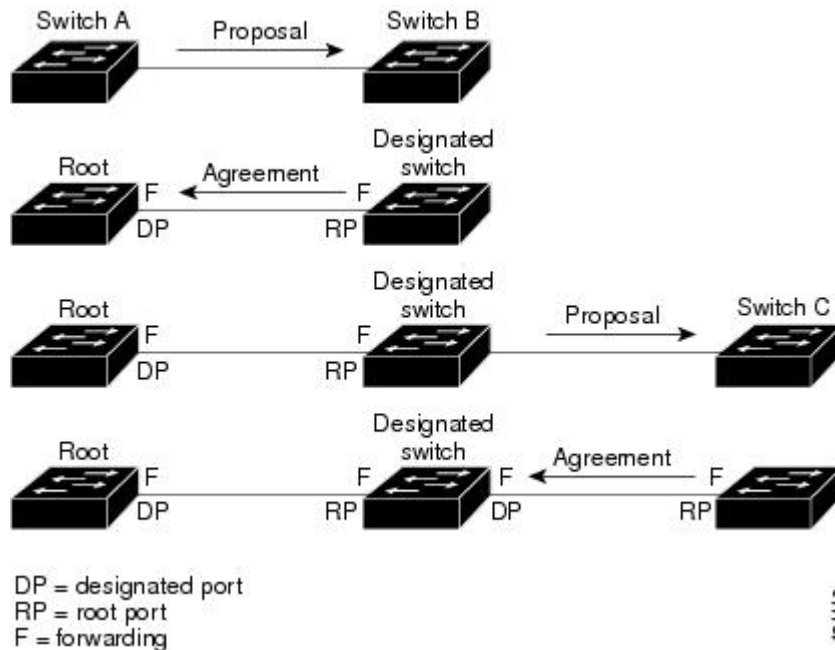 Switch A
Proposal
Switch B
Root
F
Agreement
F
Designated
switch
DP
RP
Root
F
F
Designated
switch
Proposal
Switch C
DP
RP
Root
F
F
Designated
switch
F
Agreement
F
DP
RP
DP
RP
DP = designated port
RP = root port
F = forwarding